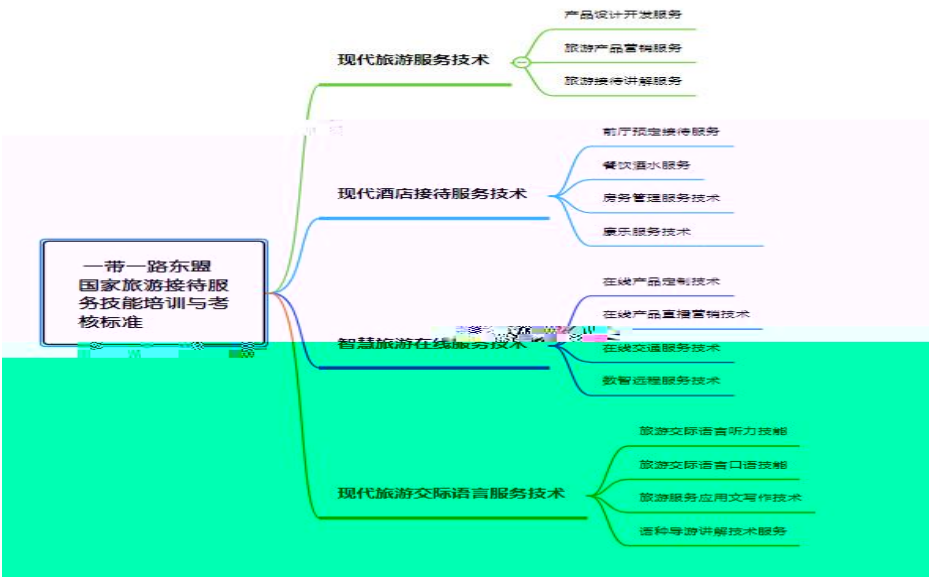 一带一路东盟
国家旅游接待服
务技能培训与考
核标准
现代旅游服务技术
产品设计开发服务
旅游产品营销服务
旅游接待讲解服务
现代酒店接待服务技术
前厅预定接待服务
餐饮酒水服务
房务管理服务技术
康乐服务技术
智慧旅游在线服务技术
在线产品定制技术
在线产品直播营销技术
在线交通服务技术
数智远程服务技术
现代旅游交际语言服务技术
旅游交际语言听力技能
旅游交际语言口语技能
旅游服务应用文写作技术
语种导游讲解技术服务